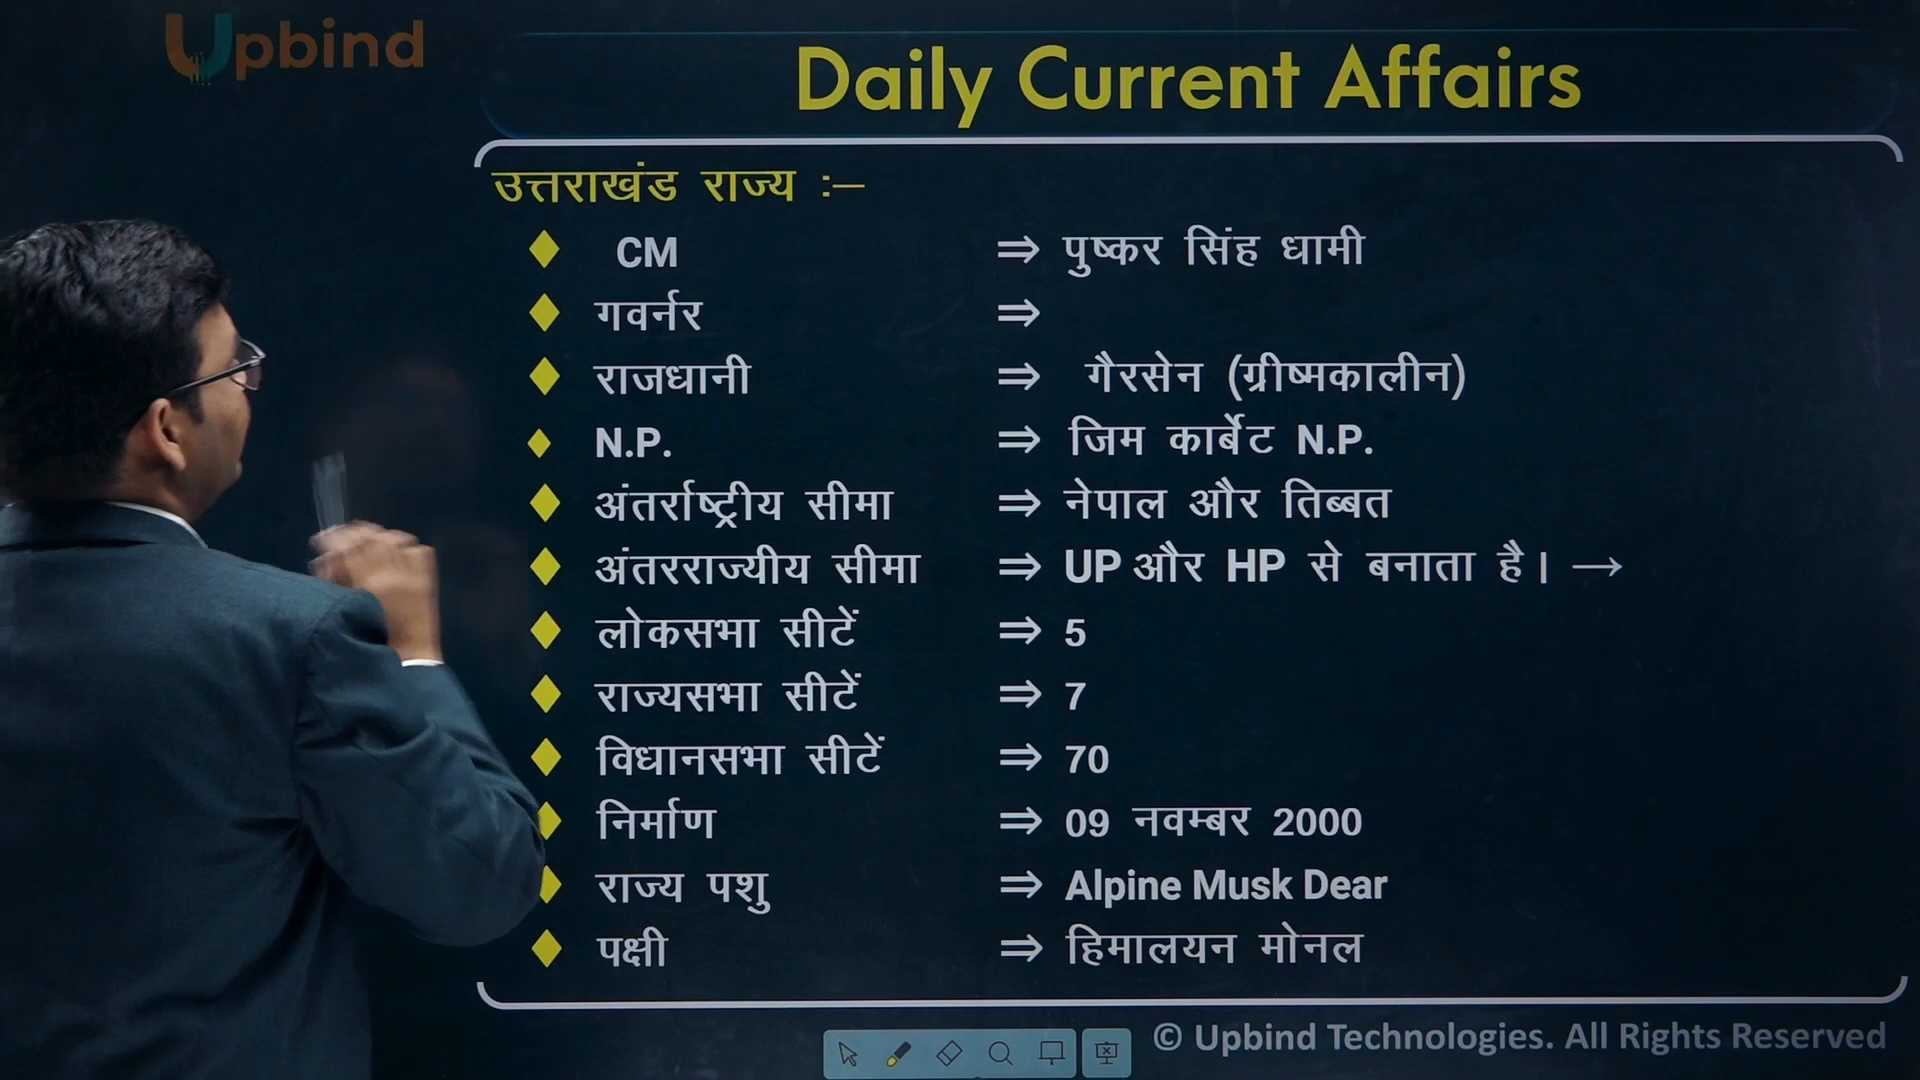 Upbind
Daily Current Affairs
उत्तराखंड राज्य :–
CM ⇒ पुष्कर सिंह धामी
गवर्नर ⇒
राजधानी ⇒ गैरसेन (ग्रीष्मकालीन)
N.P. ⇒ जिम कार्बेट N.P.
अंतर्राष्ट्रीय सीमा ⇒ नेपाल और तिब्बत
अंतरराज्यीय सीमा ⇒ UP और HP से बनाता है। →
लोकसभा सीटें ⇒ 5
राज्यसभा सीटें ⇒ 7
विधानसभा सीटें ⇒ 70
निर्माण ⇒ 09 नवम्बर 2000
राज्य पशु ⇒ Alpine Musk Dear
पक्षी ⇒ हिमालयन मोनल
© Upbind Technologies. All Rights Reserved